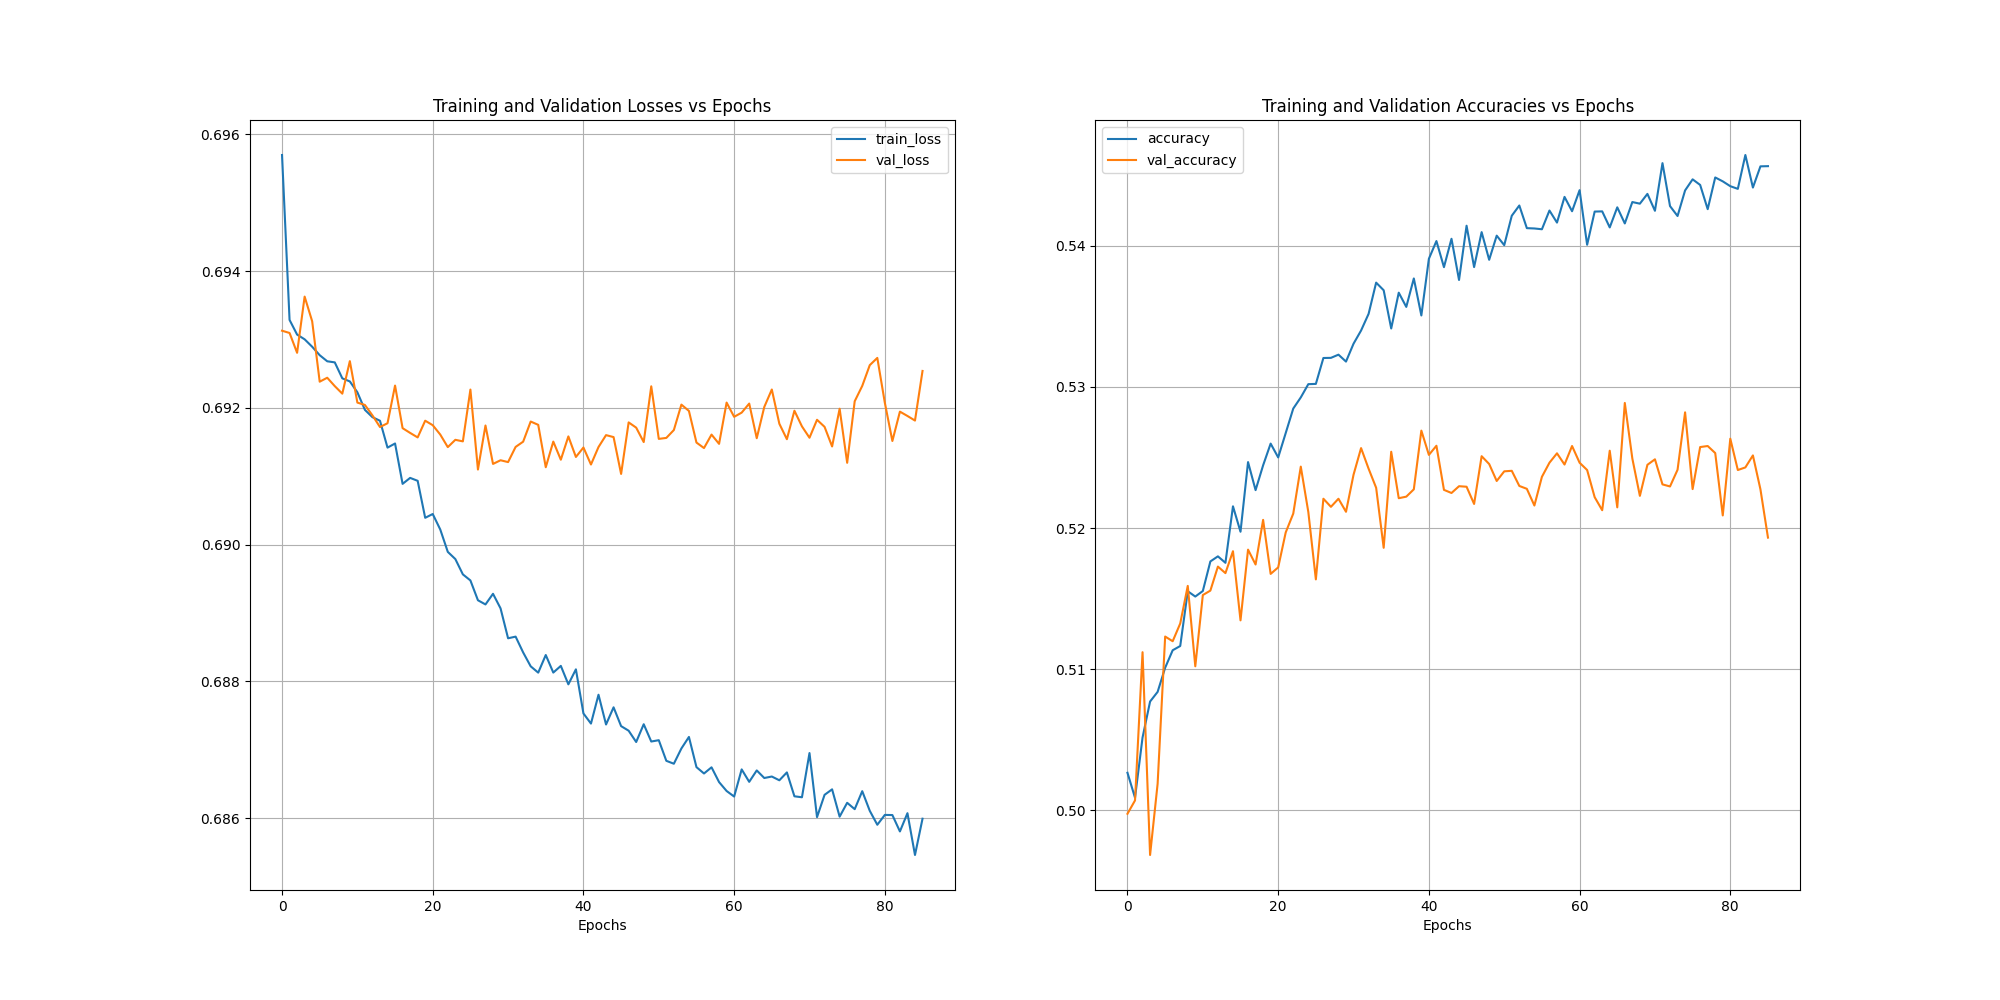 Training and Validation Losses vs Epochs
train_loss
val_loss
0.696
0.694
0.692
0.690
0.688
0.686
0 20 40 60 80
Epochs
Training and Validation Accuracies vs Epochs
accuracy
val_accuracy
0.54
0.53
0.52
0.51
0.50
0 20 40 60 80
Epochs